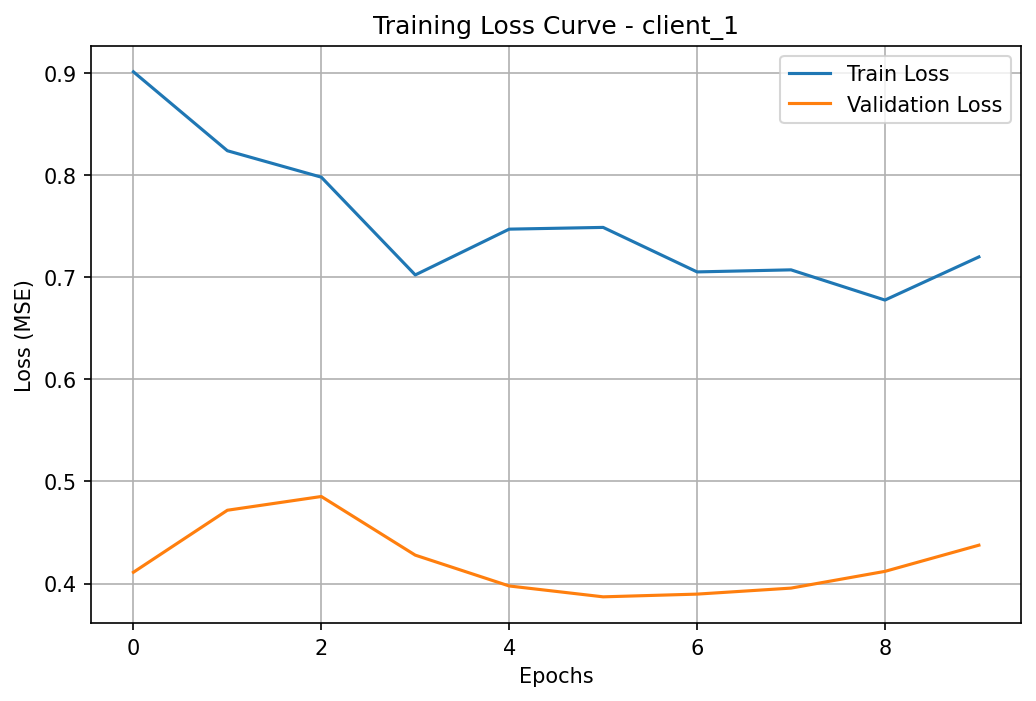 Training Loss Curve - client_1
Train Loss
Validation Loss
0.9
0.8
0.7
0.6
0.5
0.4
Loss (MSE)
0 2 4 6 8
Epochs